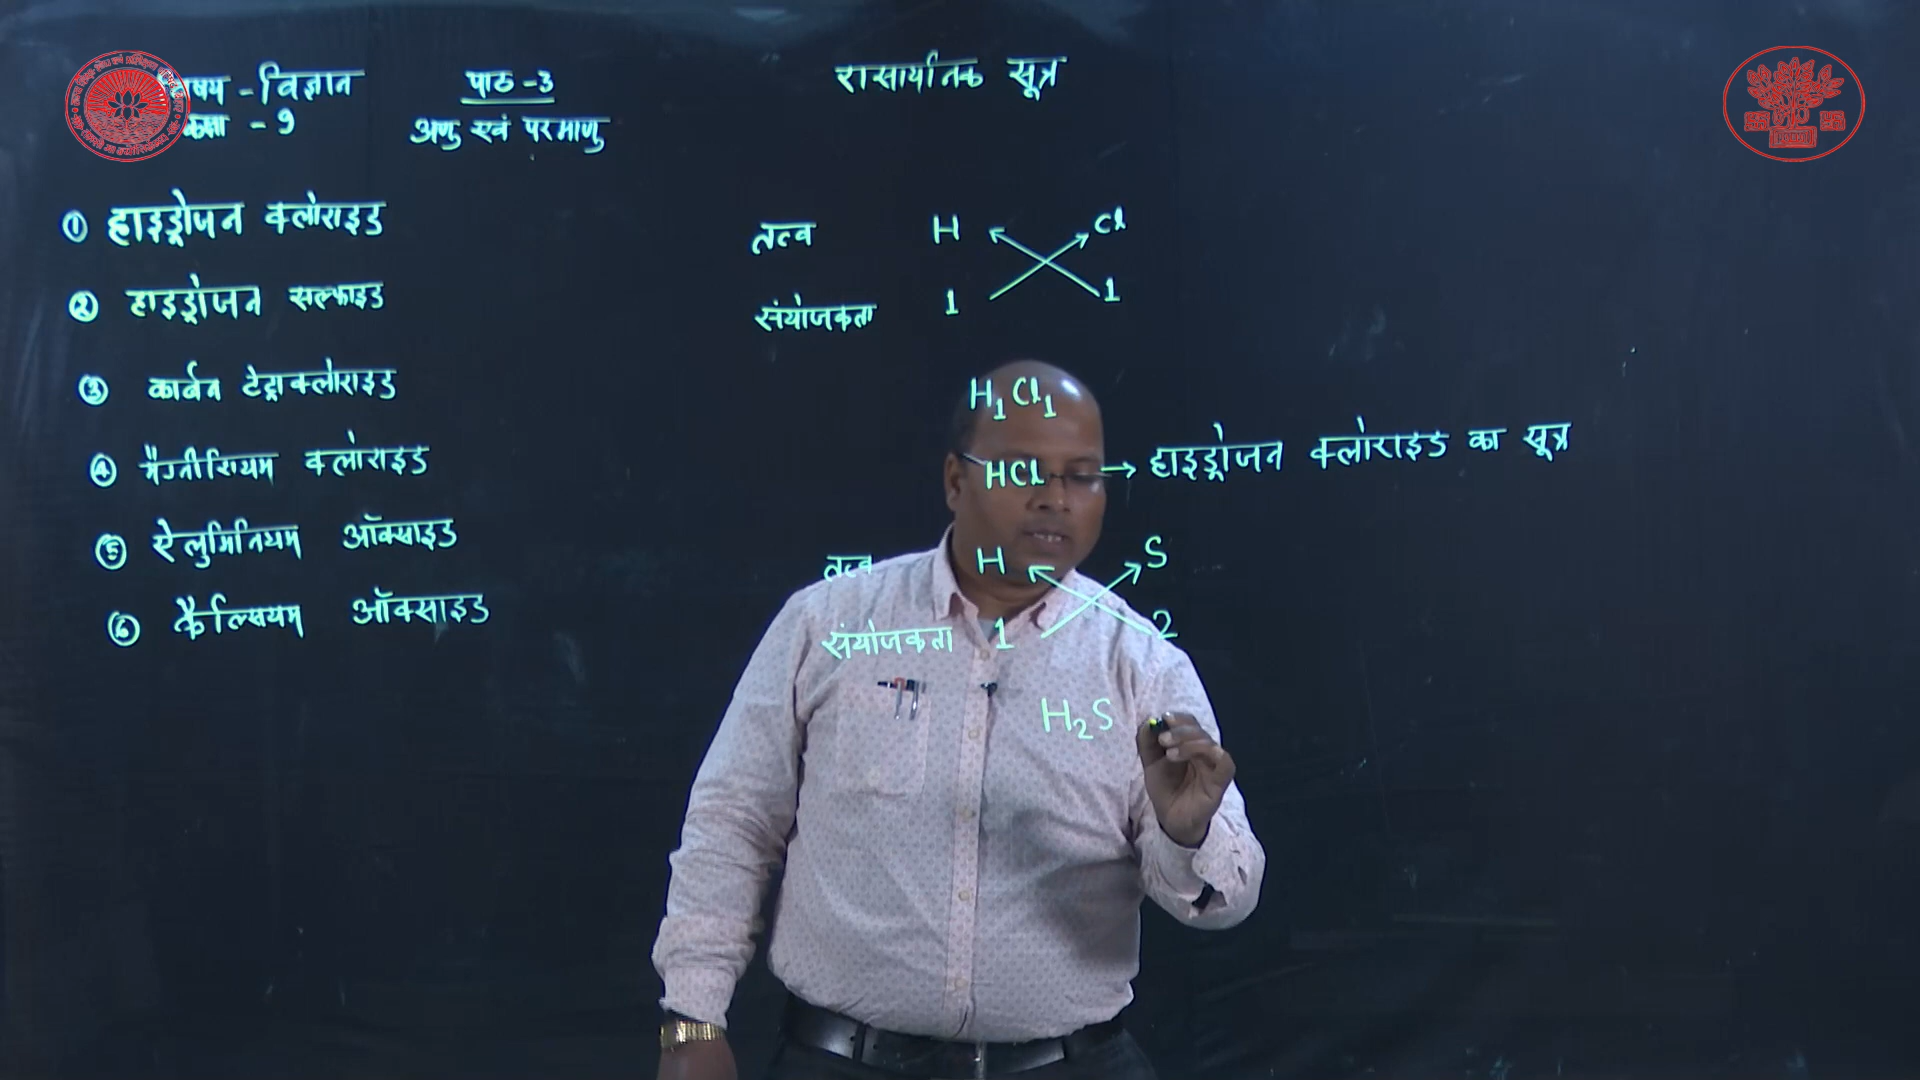 विषय - विज्ञान
कक्षा - 9
पाठ - 3
अणु एवं परमाणु
रासायनिक सूत्र
① हाइड्रोजन क्लोराइड
② हाइड्रोजन सल्फाइड
③ कार्बन टेट्राक्लोराइड
④ मैग्नीशियम क्लोराइड
⑤ ऐलुमिनियम ऑक्साइड
⑥ कैल्सियम ऑक्साइड
तत्व H Cl
संयोजकता 1 1
H₁Cl₁
HCl → हाइड्रोजन क्लोराइड का सूत्र
तत्व H S
संयोजकता 1 2
H₂S